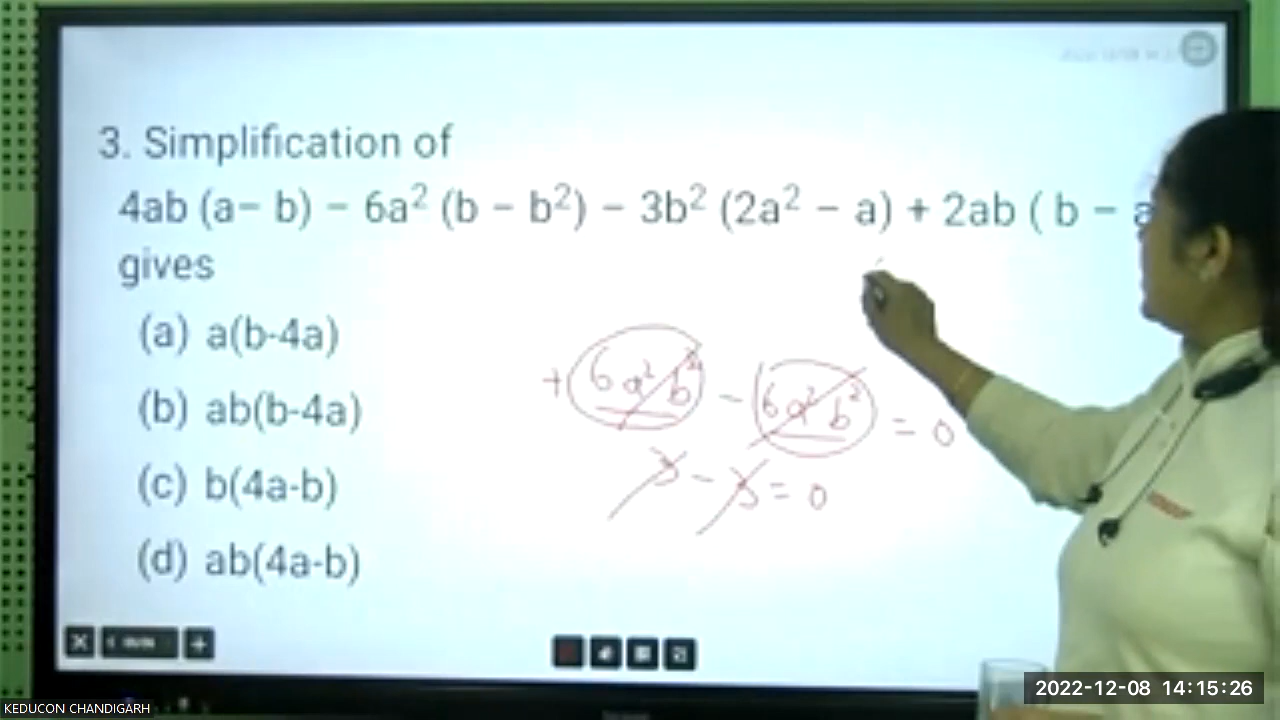 3. Simplification of
4ab (a− b) − 6a² (b − b²) − 3b² (2a² − a) + 2ab ( b − a
gives
(a) a(b-4a)
(b) ab(b-4a)
(c) b(4a-b)
(d) ab(4a-b)
+ 6a²b² − 6a²b² = 0
− = 0
KEDUCON CHANDIGARH
2022-12-08 14:15:26